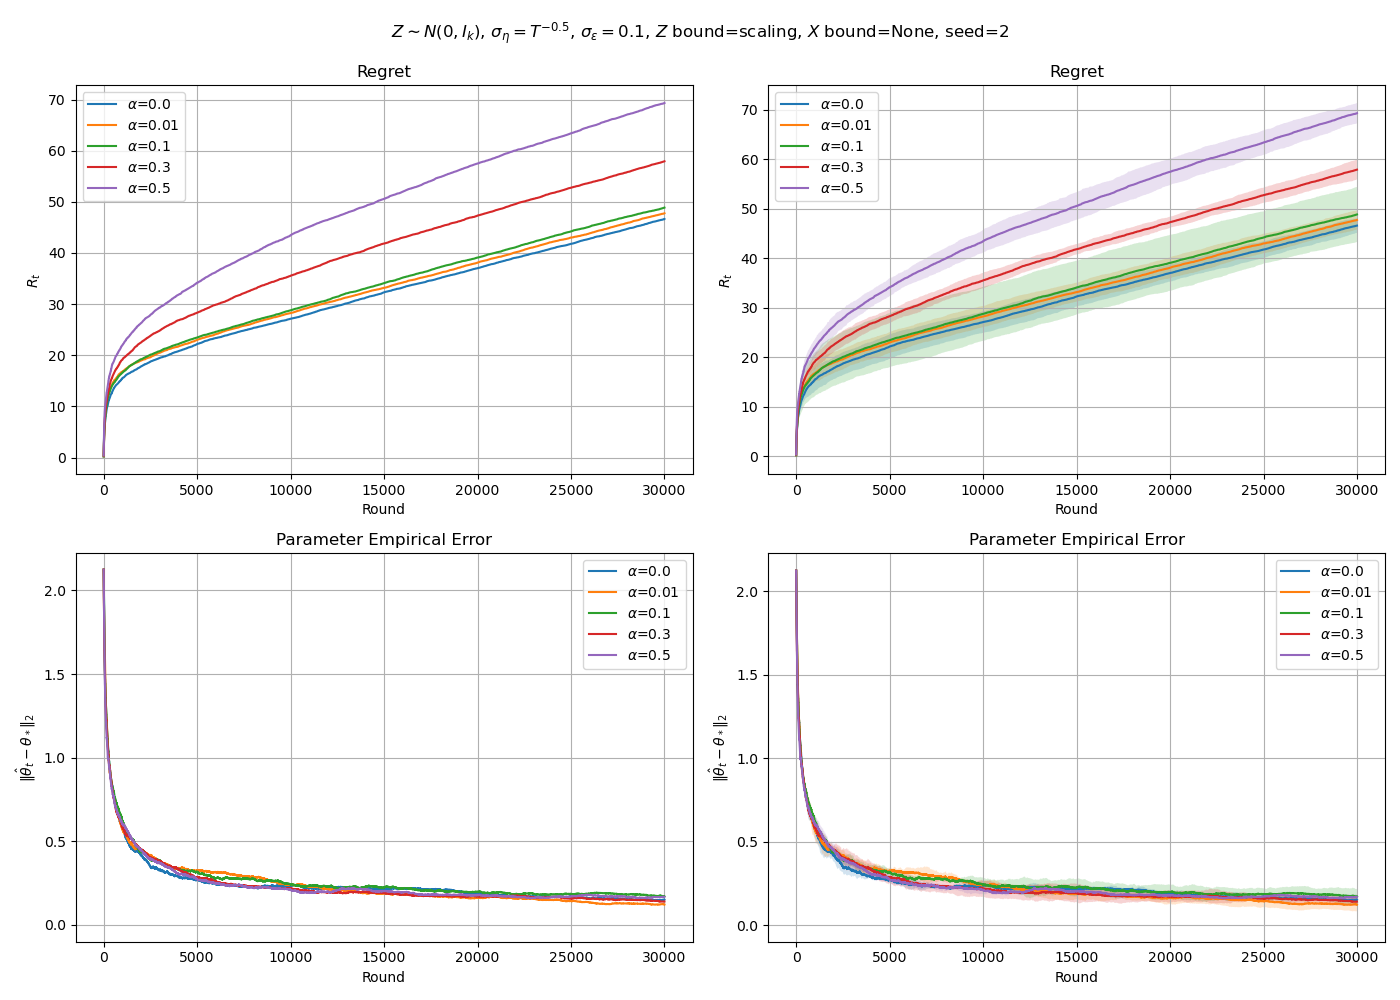 Z ∼ N(0, I_k), σ_η = T^{−0.5}, σ_ε = 0.1, Z bound=scaling, X bound=None, seed=2
Regret
70
60
50
40
30
20
10
0
R_t
α=0.0
α=0.01
α=0.1
α=0.3
α=0.5
0 5000 10000 15000 20000 25000 30000
Round
Regret
70
60
50
40
30
20
10
0
R_t
α=0.0
α=0.01
α=0.1
α=0.3
α=0.5
0 5000 10000 15000 20000 25000 30000
Round
Parameter Empirical Error
2.0
1.5
1.0
0.5
0.0
‖θ̂_t − θ_*‖_2
α=0.0
α=0.01
α=0.1
α=0.3
α=0.5
0 5000 10000 15000 20000 25000 30000
Round
Parameter Empirical Error
2.0
1.5
1.0
0.5
0.0
‖θ̂_t − θ_*‖_2
α=0.0
α=0.01
α=0.1
α=0.3
α=0.5
0 5000 10000 15000 20000 25000 30000
Round